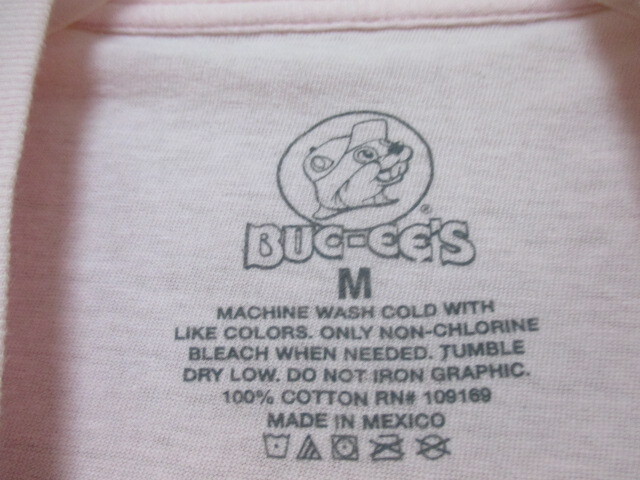 BUC-EE'S
M
MACHINE WASH COLD WITH
LIKE COLORS. ONLY NON-CHLORINE
BLEACH WHEN NEEDED. TUMBLE
DRY LOW. DO NOT IRON GRAPHIC.
100% COTTON RN# 109169
MADE IN MEXICO